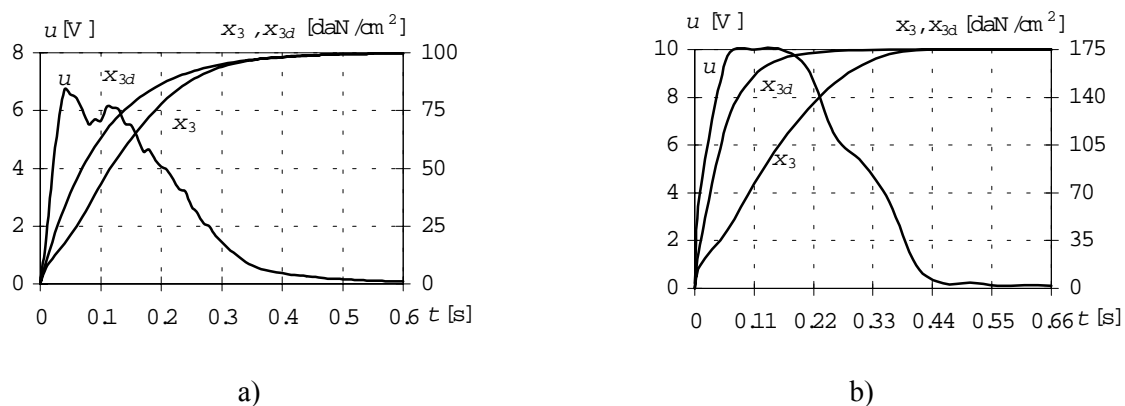 u [V]
x3 , x3d [daN/cm2]
8
6
4
2
0
u
x3d
x3
100
75
50
25
0
0 0.1 0.2 0.3 0.4 0.5 0.6 t [s]
a)
u [V]
x3, x3d [daN/cm2]
10
8
6
4
2
0
u
x3d
x3
175
140
105
70
35
0
0 0.11 0.22 0.33 0.44 0.55 0.66 t [s]
b)